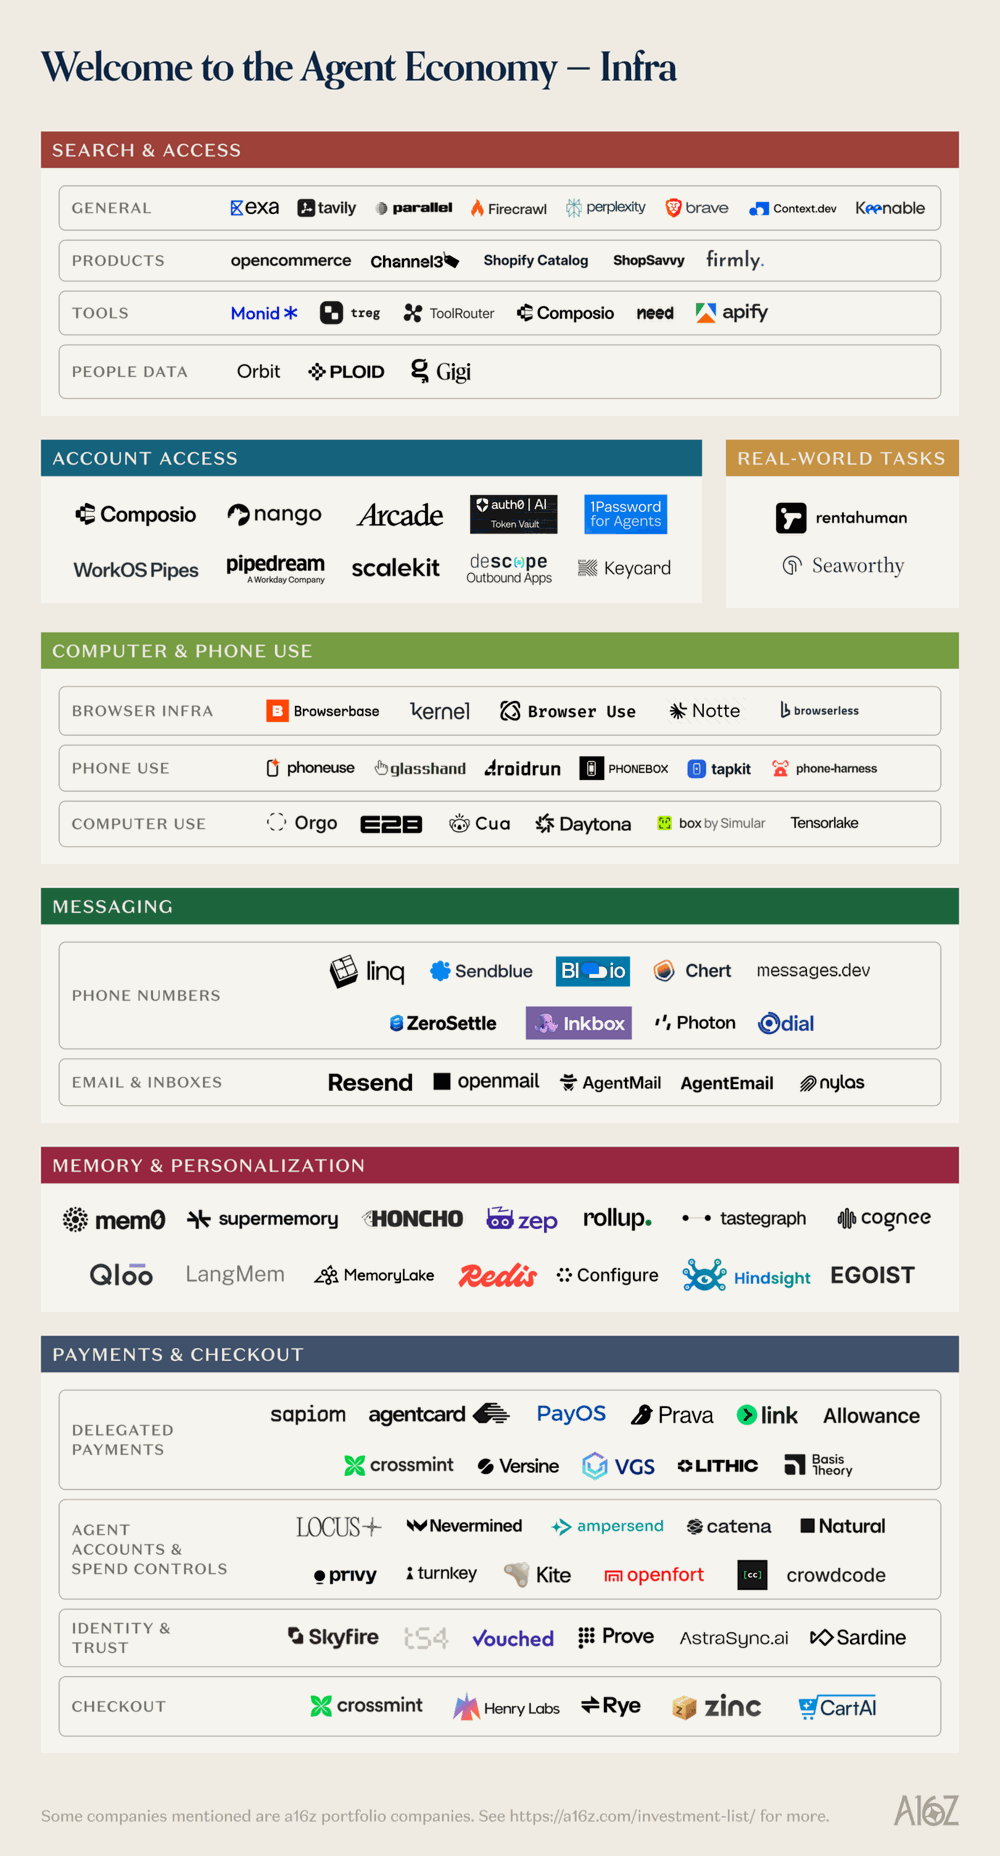 Welcome to the Agent Economy – Infra
SEARCH & ACCESS
GENERAL
exa tavily parallel Firecrawl perplexity brave Context.dev Keenable
PRODUCTS
opencommerce Channel3 Shopify Catalog ShopSavvy firmly.
TOOLS
Monid treg ToolRouter Composio need apify
PEOPLE DATA
Orbit PLOID Gigi
ACCOUNT ACCESS
Composio nango Arcade auth0 | AI Token Vault 1Password for Agents
WorkOS Pipes pipedream A Workday Company scalekit descope Outbound Apps Keycard
REAL-WORLD TASKS
rentahuman
Seaworthy
COMPUTER & PHONE USE
BROWSER INFRA
B Browserbase kernel Browser Use Notte browserless
PHONE USE
phoneuse glasshand droidrun PHONEBOX tapkit phone-harness
COMPUTER USE
Orgo E2B Cua Daytona box by Simular Tensorlake
MESSAGING
PHONE NUMBERS
linq Sendblue Blooio Chert messages.dev
ZeroSettle Inkbox Photon dial
EMAIL & INBOXES
Resend openmail AgentMail AgentEmail nylas
MEMORY & PERSONALIZATION
mem0 supermemory HONCHO zep rollup. tastegraph cognee
Qloo LangMem MemoryLake Redis Configure Hindsight EGOIST
PAYMENTS & CHECKOUT
DELEGATED
PAYMENTS
sapiom agentcard PayOS Prava link Allowance
crossmint Versine VGS LITHIC Basis Theory
AGENT
ACCOUNTS &
SPEND CONTROLS
LOCUS Nevermined ampersend catena Natural
privy turnkey Kite openfort [cc] crowdcode
IDENTITY &
TRUST
Skyfire t54 Vouched Prove AstraSync.ai Sardine
CHECKOUT
crossmint Henry Labs Rye zinc CartAI
Some companies mentioned are a16z portfolio companies. See https://a16z.com/investment-list/ for more.
A16Z